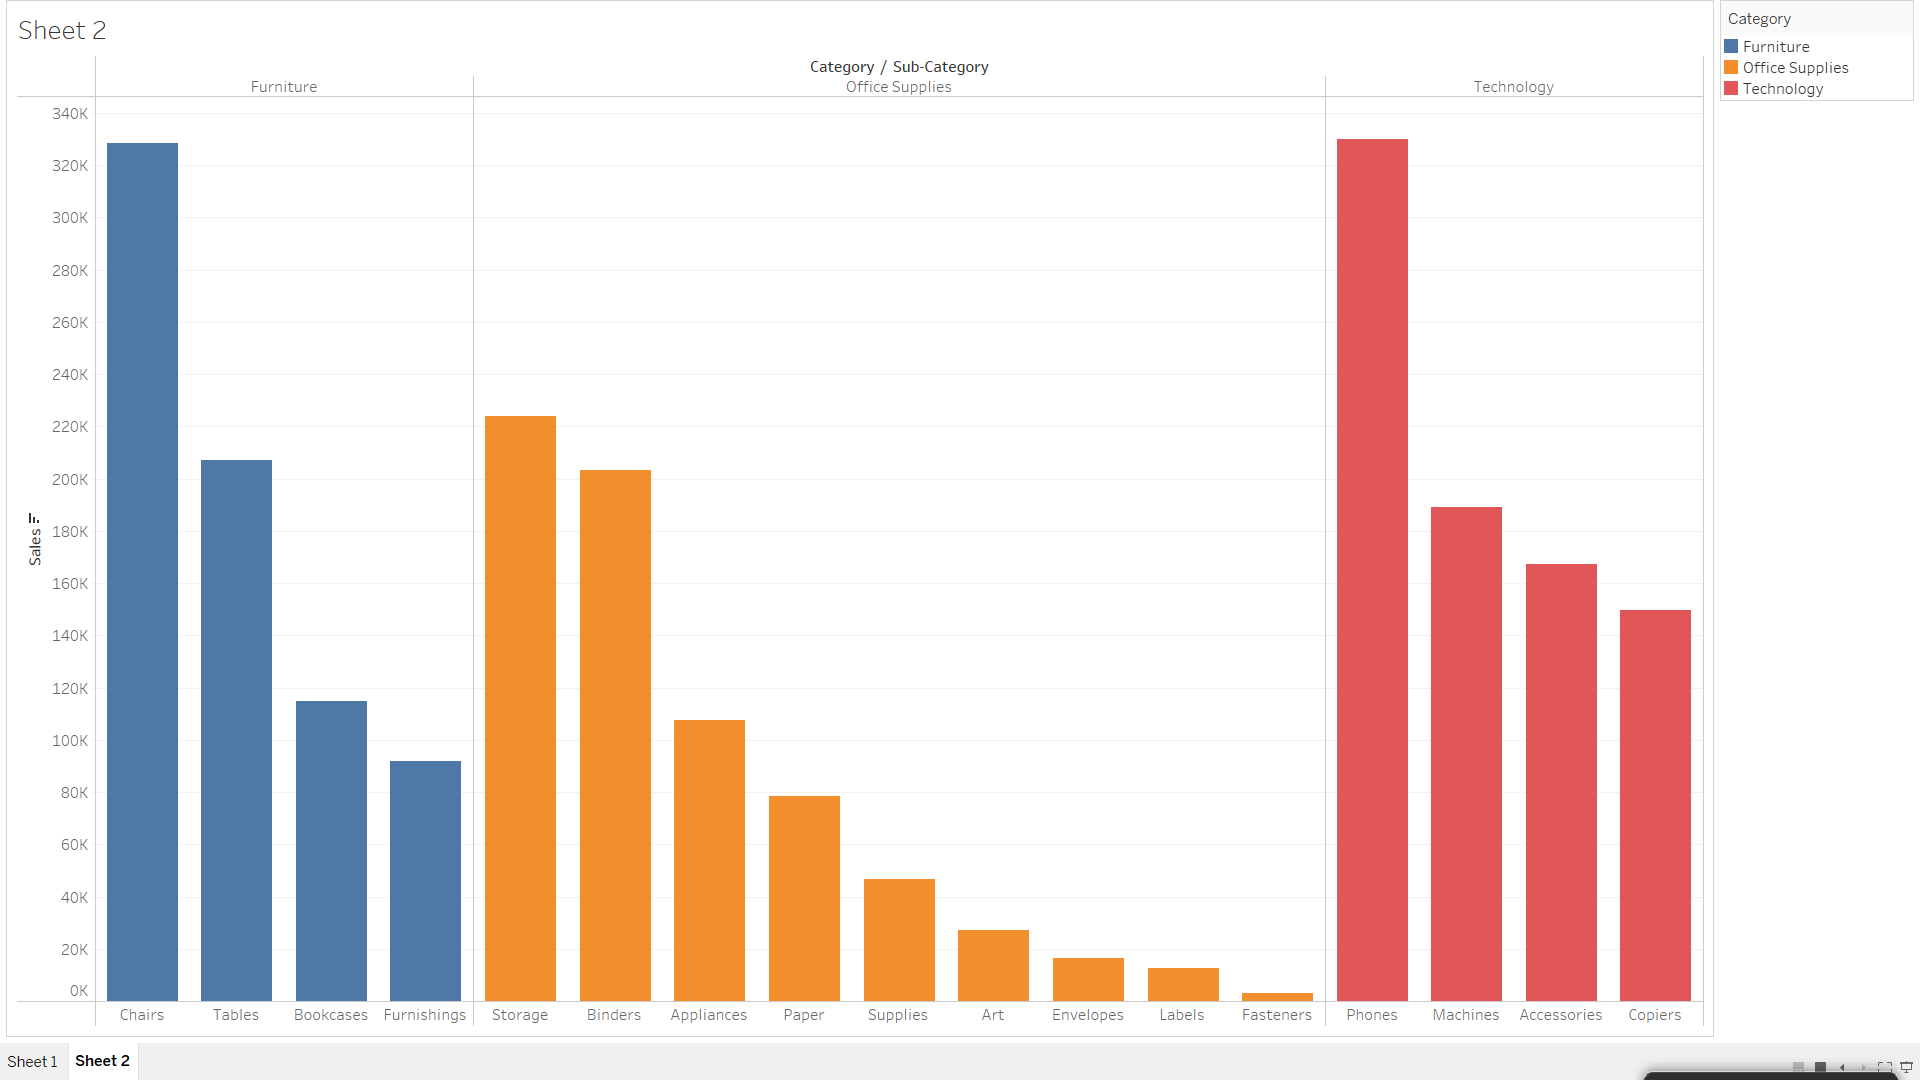 Sheet 2
Category / Sub-Category
Furniture
Office Supplies
Technology
340K
320K
300K
280K
260K
240K
220K
200K
180K
160K
140K
120K
100K
80K
60K
40K
20K
0K
Sales
Chairs
Tables
Bookcases
Furnishings
Storage
Binders
Appliances
Paper
Supplies
Art
Envelopes
Labels
Fasteners
Phones
Machines
Accessories
Copiers
Category
Furniture
Office Supplies
Technology
Sheet 1
Sheet 2